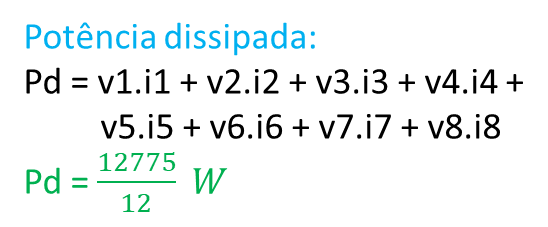 Potência dissipada:
Pd = v1.i1 + v2.i2 + v3.i3 + v4.i4 +
v5.i5 + v6.i6 + v7.i7 + v8.i8
Pd = 12775/12 W